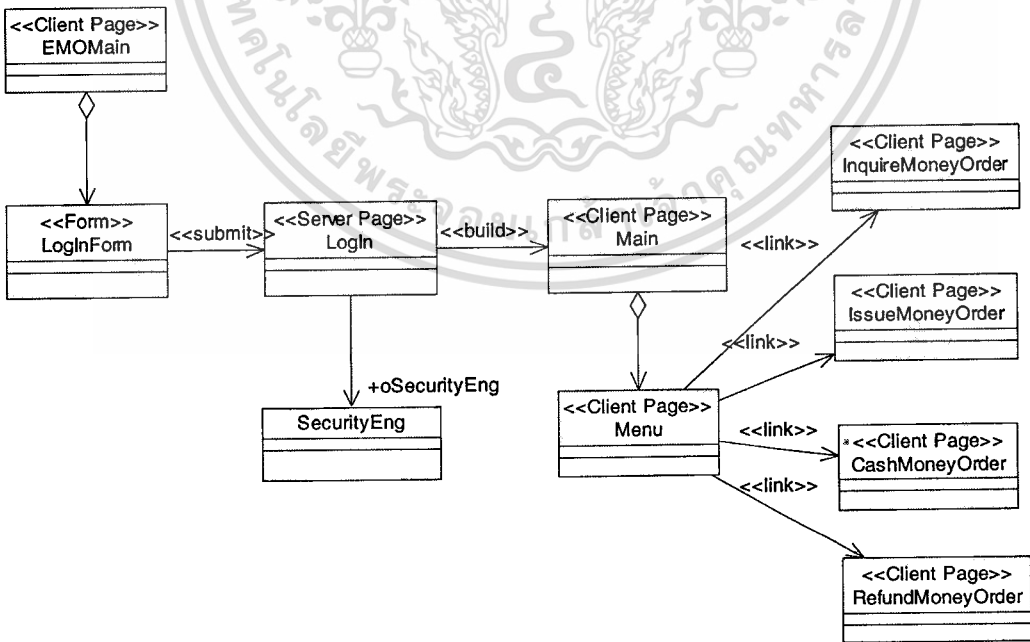 <<Client Page>>
EMOMain
<<Form>>
LogInForm
<<submit>>
<<Server Page>>
LogIn
<<build>>
<<Client Page>>
Main
+oSecurityEng
SecurityEng
<<Client Page>>
Menu
<<link>>
<<link>>
<<link>>
<<link>>
<<Client Page>>
InquireMoneyOrder
<<Client Page>>
IssueMoneyOrder
<<Client Page>>
CashMoneyOrder
<<Client Page>>
RefundMoneyOrder